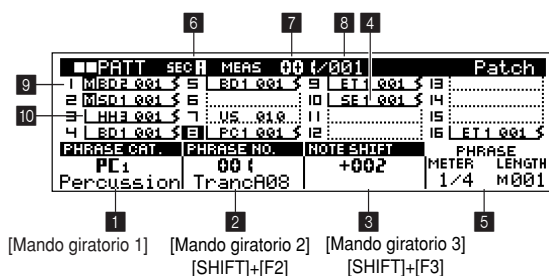 6 7 8 4
■■PATT SEC A MEAS 001/001 Patch
9 1 MBD2 001 5 BD1 001 9 ET1 001 13
2 MSD1 001 6 10 SE1 001 14
10 3 HH3 001 7 US 010 11 15
4 BD1 001 8 PC1 001 12 16 ET1 001
PHRASE CAT. PHRASE NO. NOTE SHIFT PHRASE
PC1 001 +002 METER LENGTH
Percussion TrancA08 1/4 M001
1 2 3 5
[Mando giratorio 1] [Mando giratorio 2] [Mando giratorio 3]
[SHIFT]+[F2] [SHIFT]+[F3]